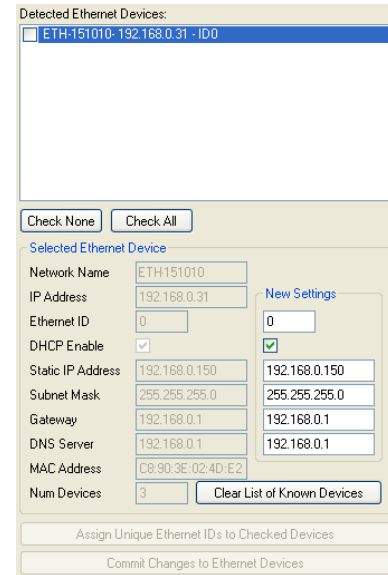 Detected Ethernet Devices:
ETH-151010- 192.168.0.31 - ID0
Check None Check All
Selected Ethernet Device
Network Name ETH-151010
IP Address 192.168.0.31 New Settings
Ethernet ID 0 0
DHCP Enable
Static IP Address 192.168.0.150 192.168.0.150
Subnet Mask 255.255.255.0 255.255.255.0
Gateway 192.168.0.1 192.168.0.1
DNS Server 192.168.0.1 192.168.0.1
MAC Address C8:90:3E:02:4D:E2
Num Devices 3 Clear List of Known Devices
Assign Unique Ethernet IDs to Checked Devices
Commit Changes to Ethernet Devices